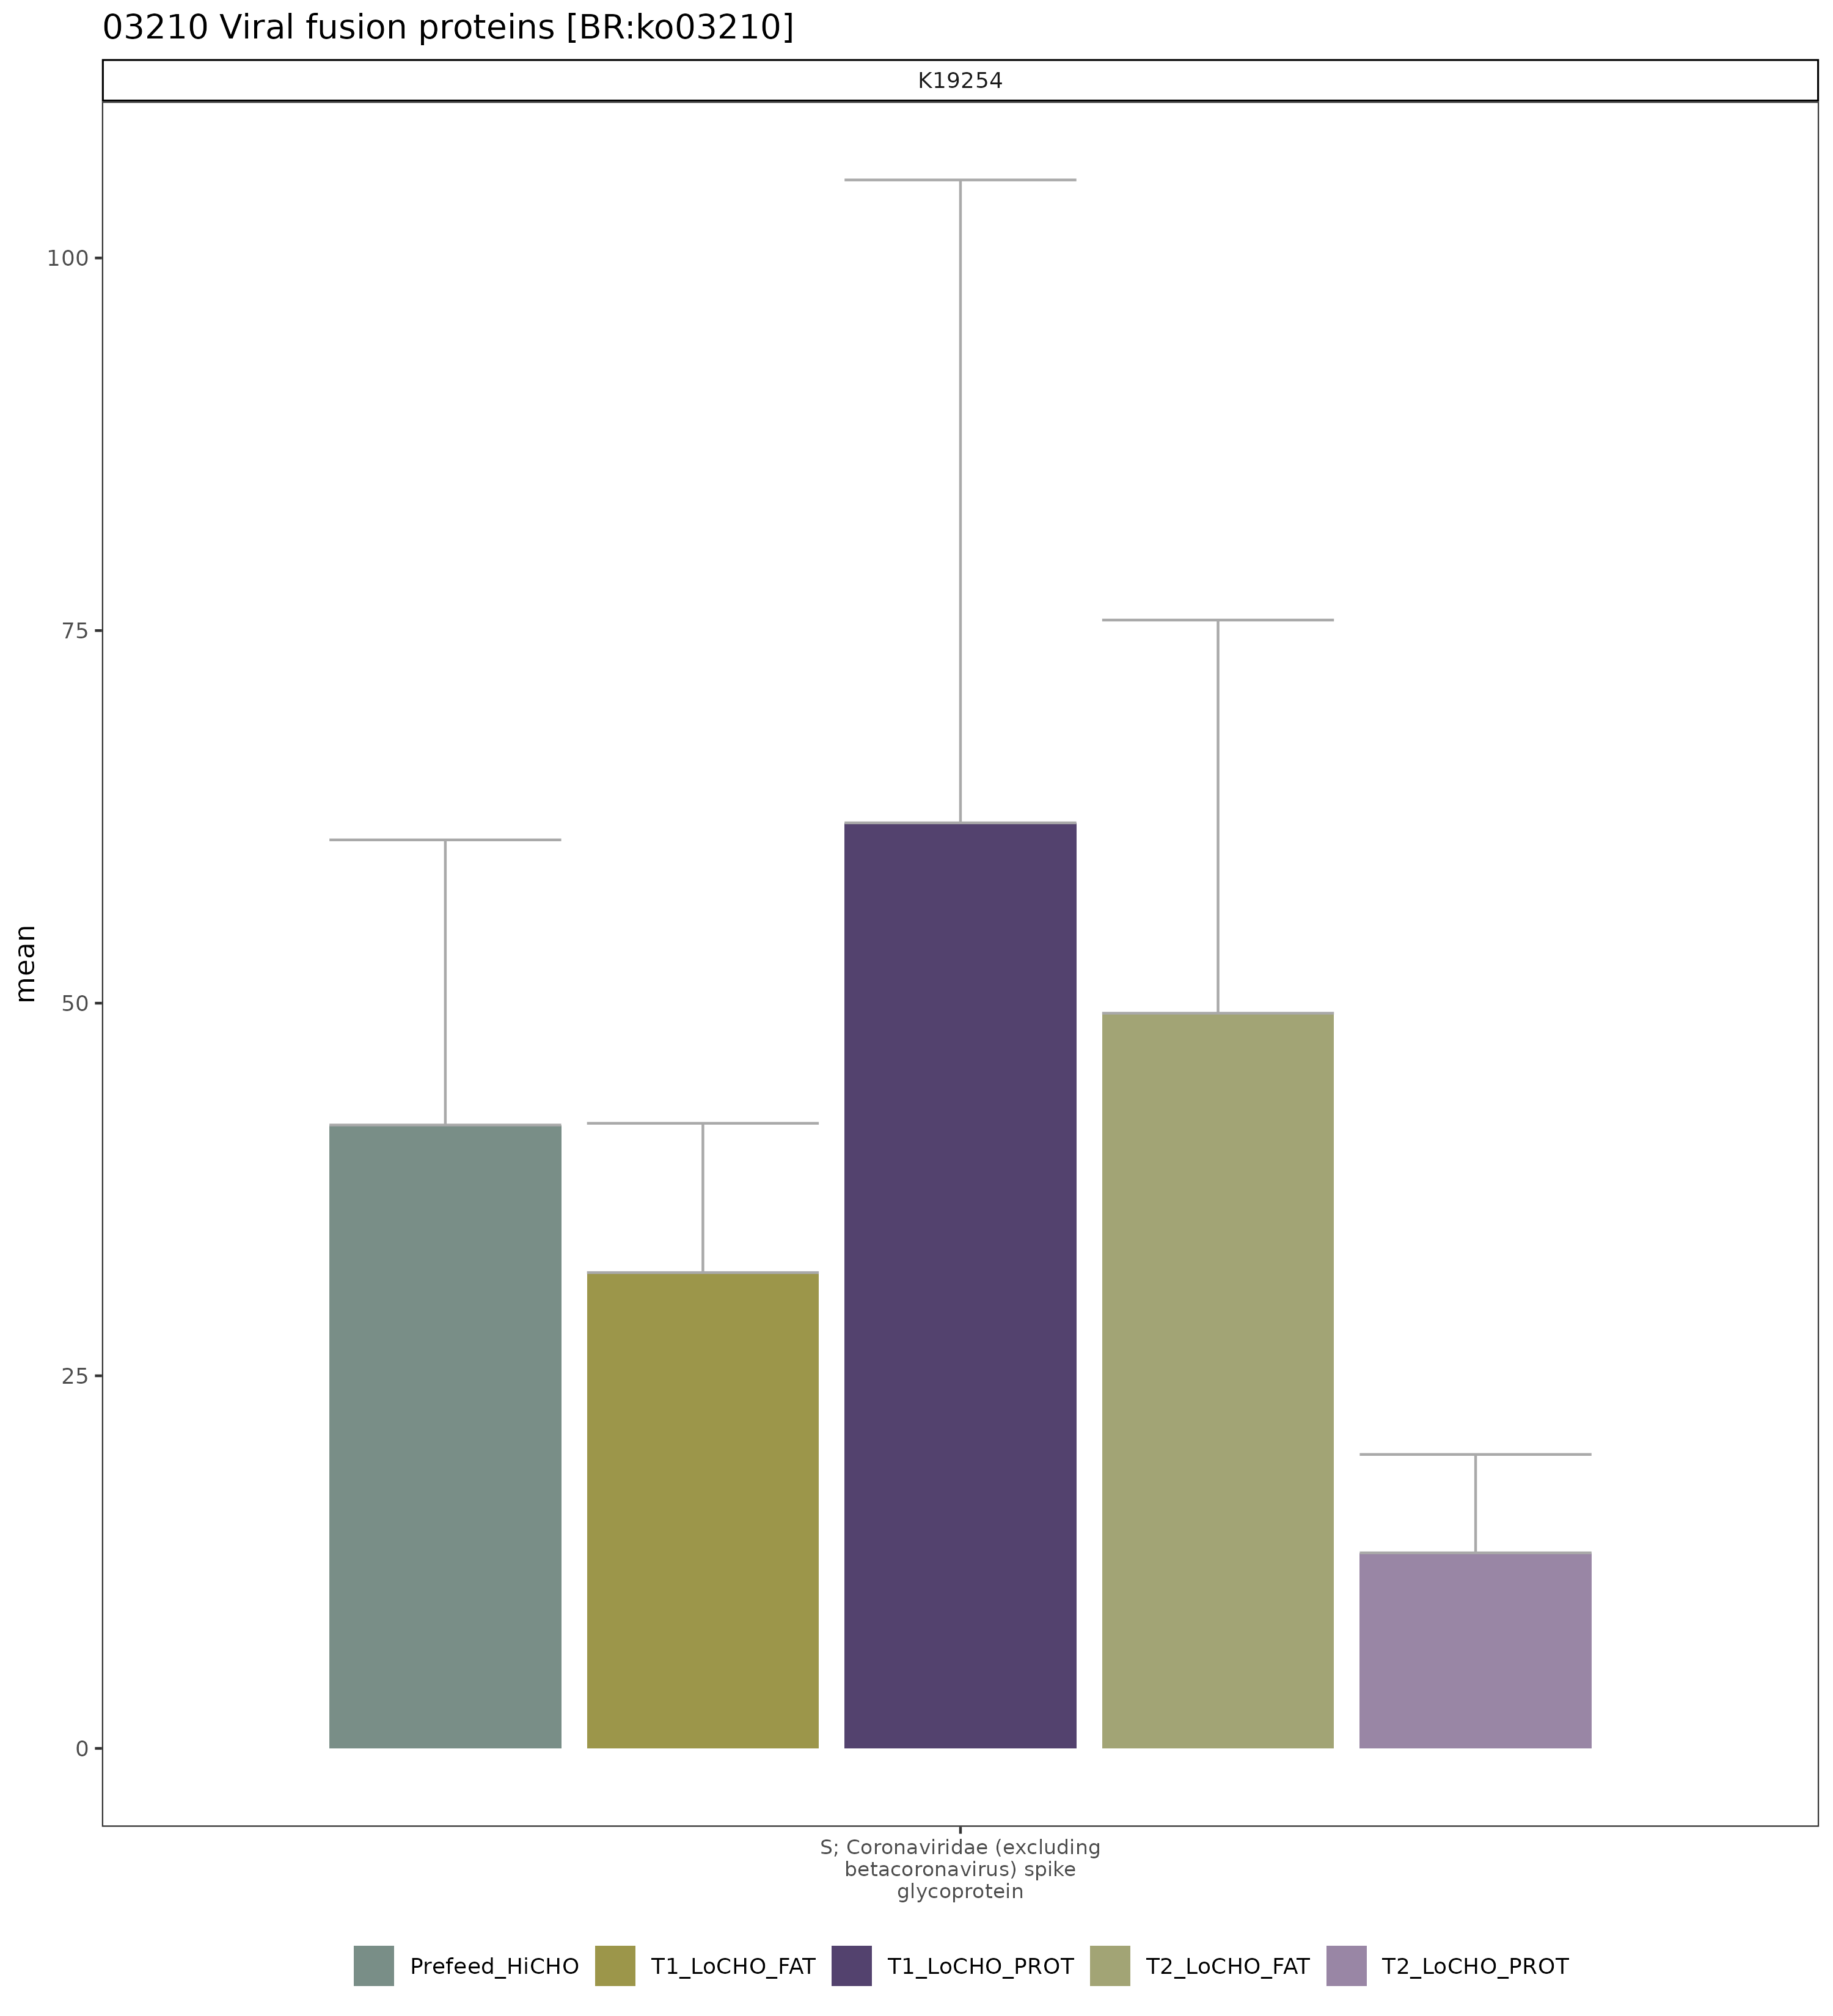 03210 Viral fusion proteins [BR:ko03210]
K19254
mean
100
75
50
25
0
S; Coronaviridae (excluding
betacoronavirus) spike
glycoprotein
Prefeed_HiCHO T1_LoCHO_FAT T1_LoCHO_PROT T2_LoCHO_FAT T2_LoCHO_PROT